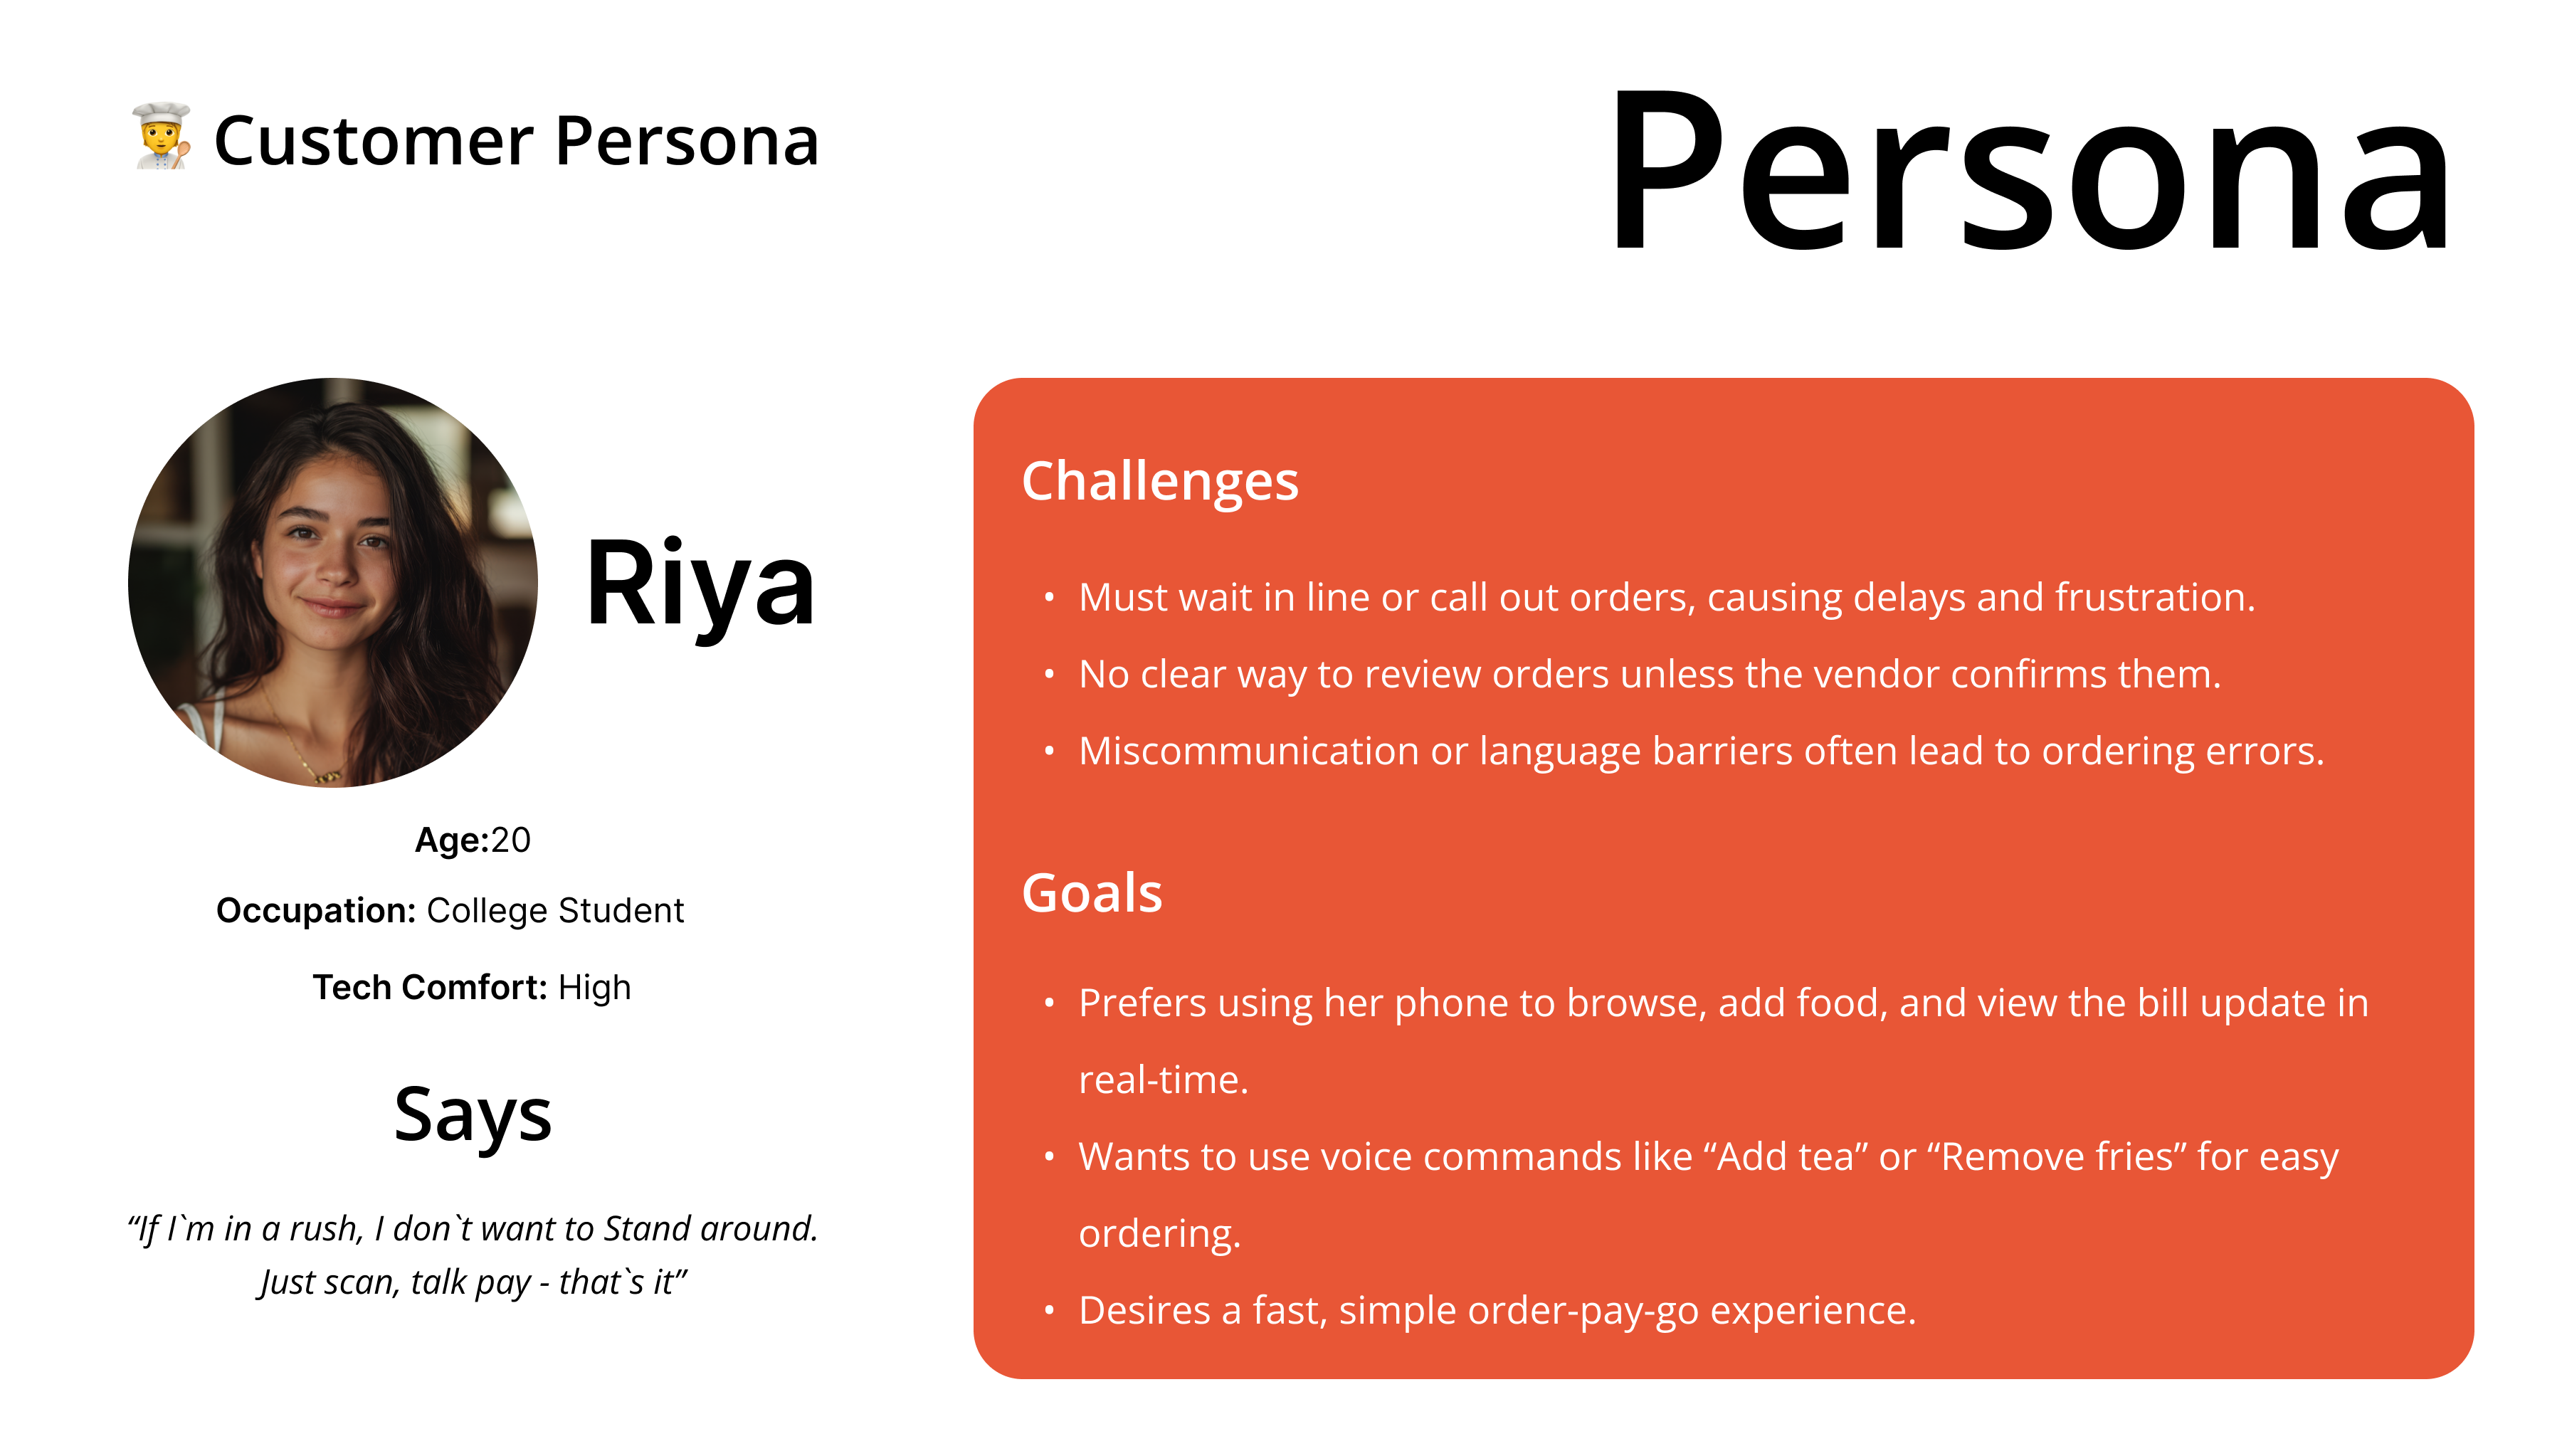 Customer Persona
Persona
Riya
Age:20
Occupation: College Student
Tech Comfort: High
Says
“If I`m in a rush, I don`t want to Stand around.
Just scan, talk pay - that`s it”
Challenges
• Must wait in line or call out orders, causing delays and frustration.
• No clear way to review orders unless the vendor confirms them.
• Miscommunication or language barriers often lead to ordering errors.
Goals
• Prefers using her phone to browse, add food, and view the bill update in
real-time.
• Wants to use voice commands like “Add tea” or “Remove fries” for easy
ordering.
• Desires a fast, simple order-pay-go experience.